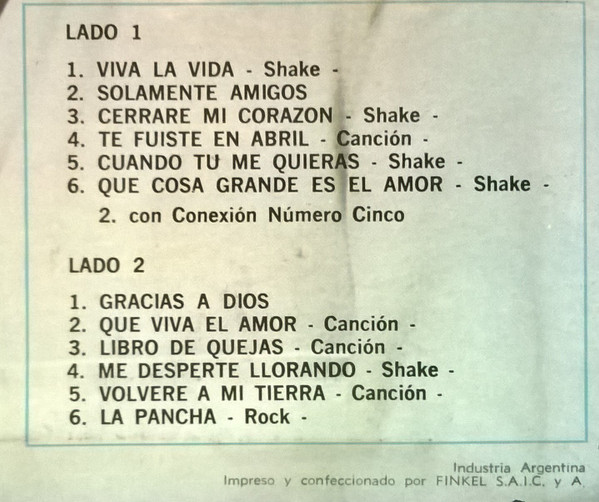 LADO 1
1. VIVA LA VIDA - Shake -
2. SOLAMENTE AMIGOS
3. CERRARE MI CORAZON - Shake -
4. TE FUISTE EN ABRIL - Canción -
5. CUANDO TU ME QUIERAS - Shake -
6. QUE COSA GRANDE ES EL AMOR - Shake -
2. con Conexión Número Cinco
LADO 2
1. GRACIAS A DIOS
2. QUE VIVA EL AMOR - Canción -
3. LIBRO DE QUEJAS - Canción -
4. ME DESPERTE LLORANDO - Shake -
5. VOLVERE A MI TIERRA - Canción -
6. LA PANCHA - Rock -
Industria Argentina
Impreso y confeccionado por FINKEL S.A.I.C. y A.